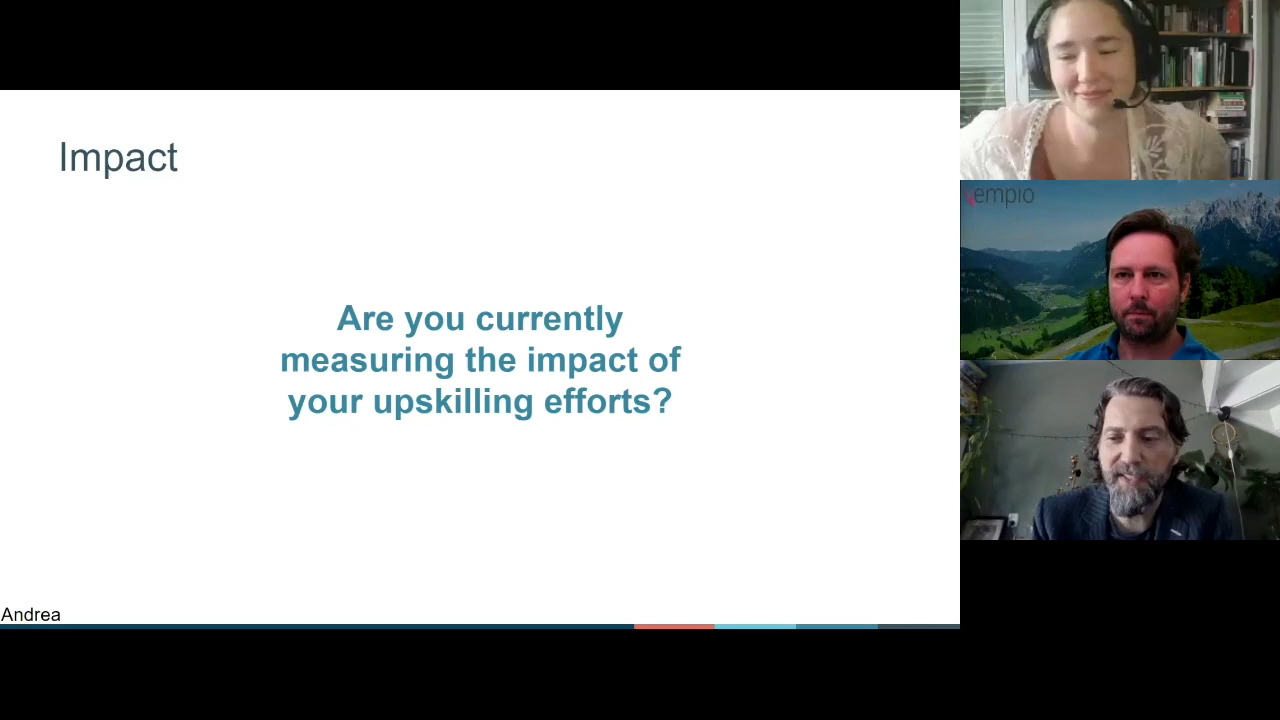 Impact
Are you currently
measuring the impact of
your upskilling efforts?
Andrea
empio